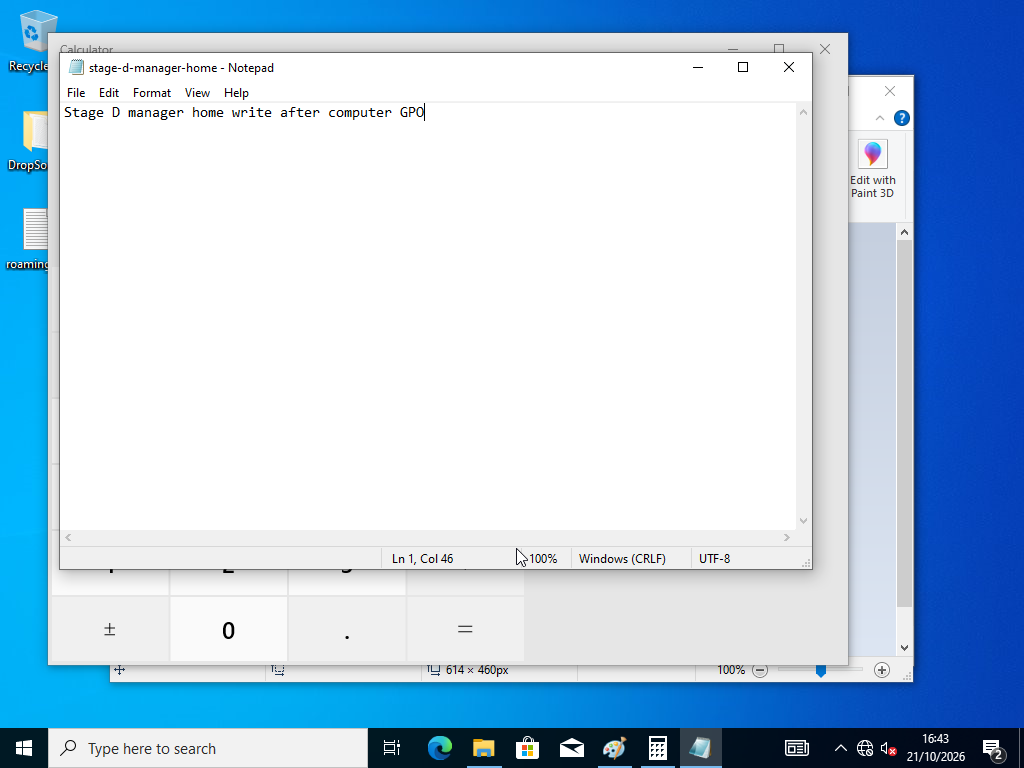 Recycle
Calculator
stage-d-manager-home - Notepad
File Edit Format View Help
Stage D manager home write after computer GPO
Edit with
Paint 3D
DropSo
roaming
Ln 1, Col 46
100%
Windows (CRLF)
UTF-8
±
0
.
=
614 × 460px
100%
Type here to search
16:43
21/10/2026
2